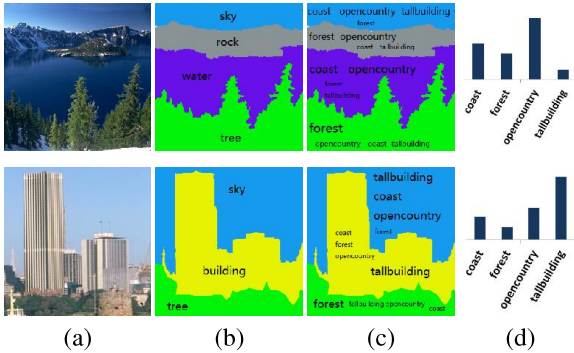 sky
rock
water
tree
coast opencountry tallbuilding
forest
forest opencountry
coast tallbuilding
coast opencountry
forest
tallbuilding
forest
opencountry coast tallbuilding
coast
forest
opencountry
tallbuilding
sky
building
tree
tallbuilding
coast
opencountry
forest
coast
forest
opencountry
tallbuilding
forest tallbuilding opencountry
coast
coast
forest
opencountry
tallbuilding
(a) (b) (c) (d)